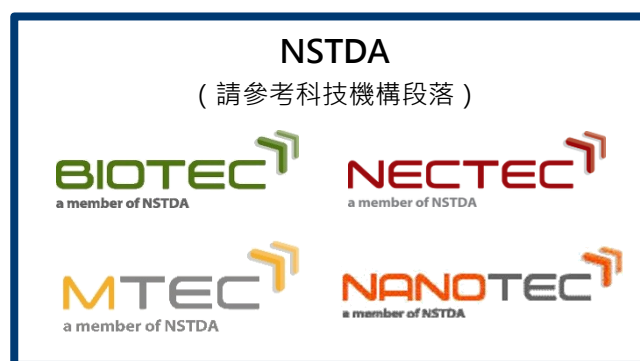 NSTDA
（請參考科技機構段落）
BIOTEC
a member of NSTDA
NECTEC
a member of NSTDA
MTEC
a member of NSTDA
NANOTEC
a member of NSTDA